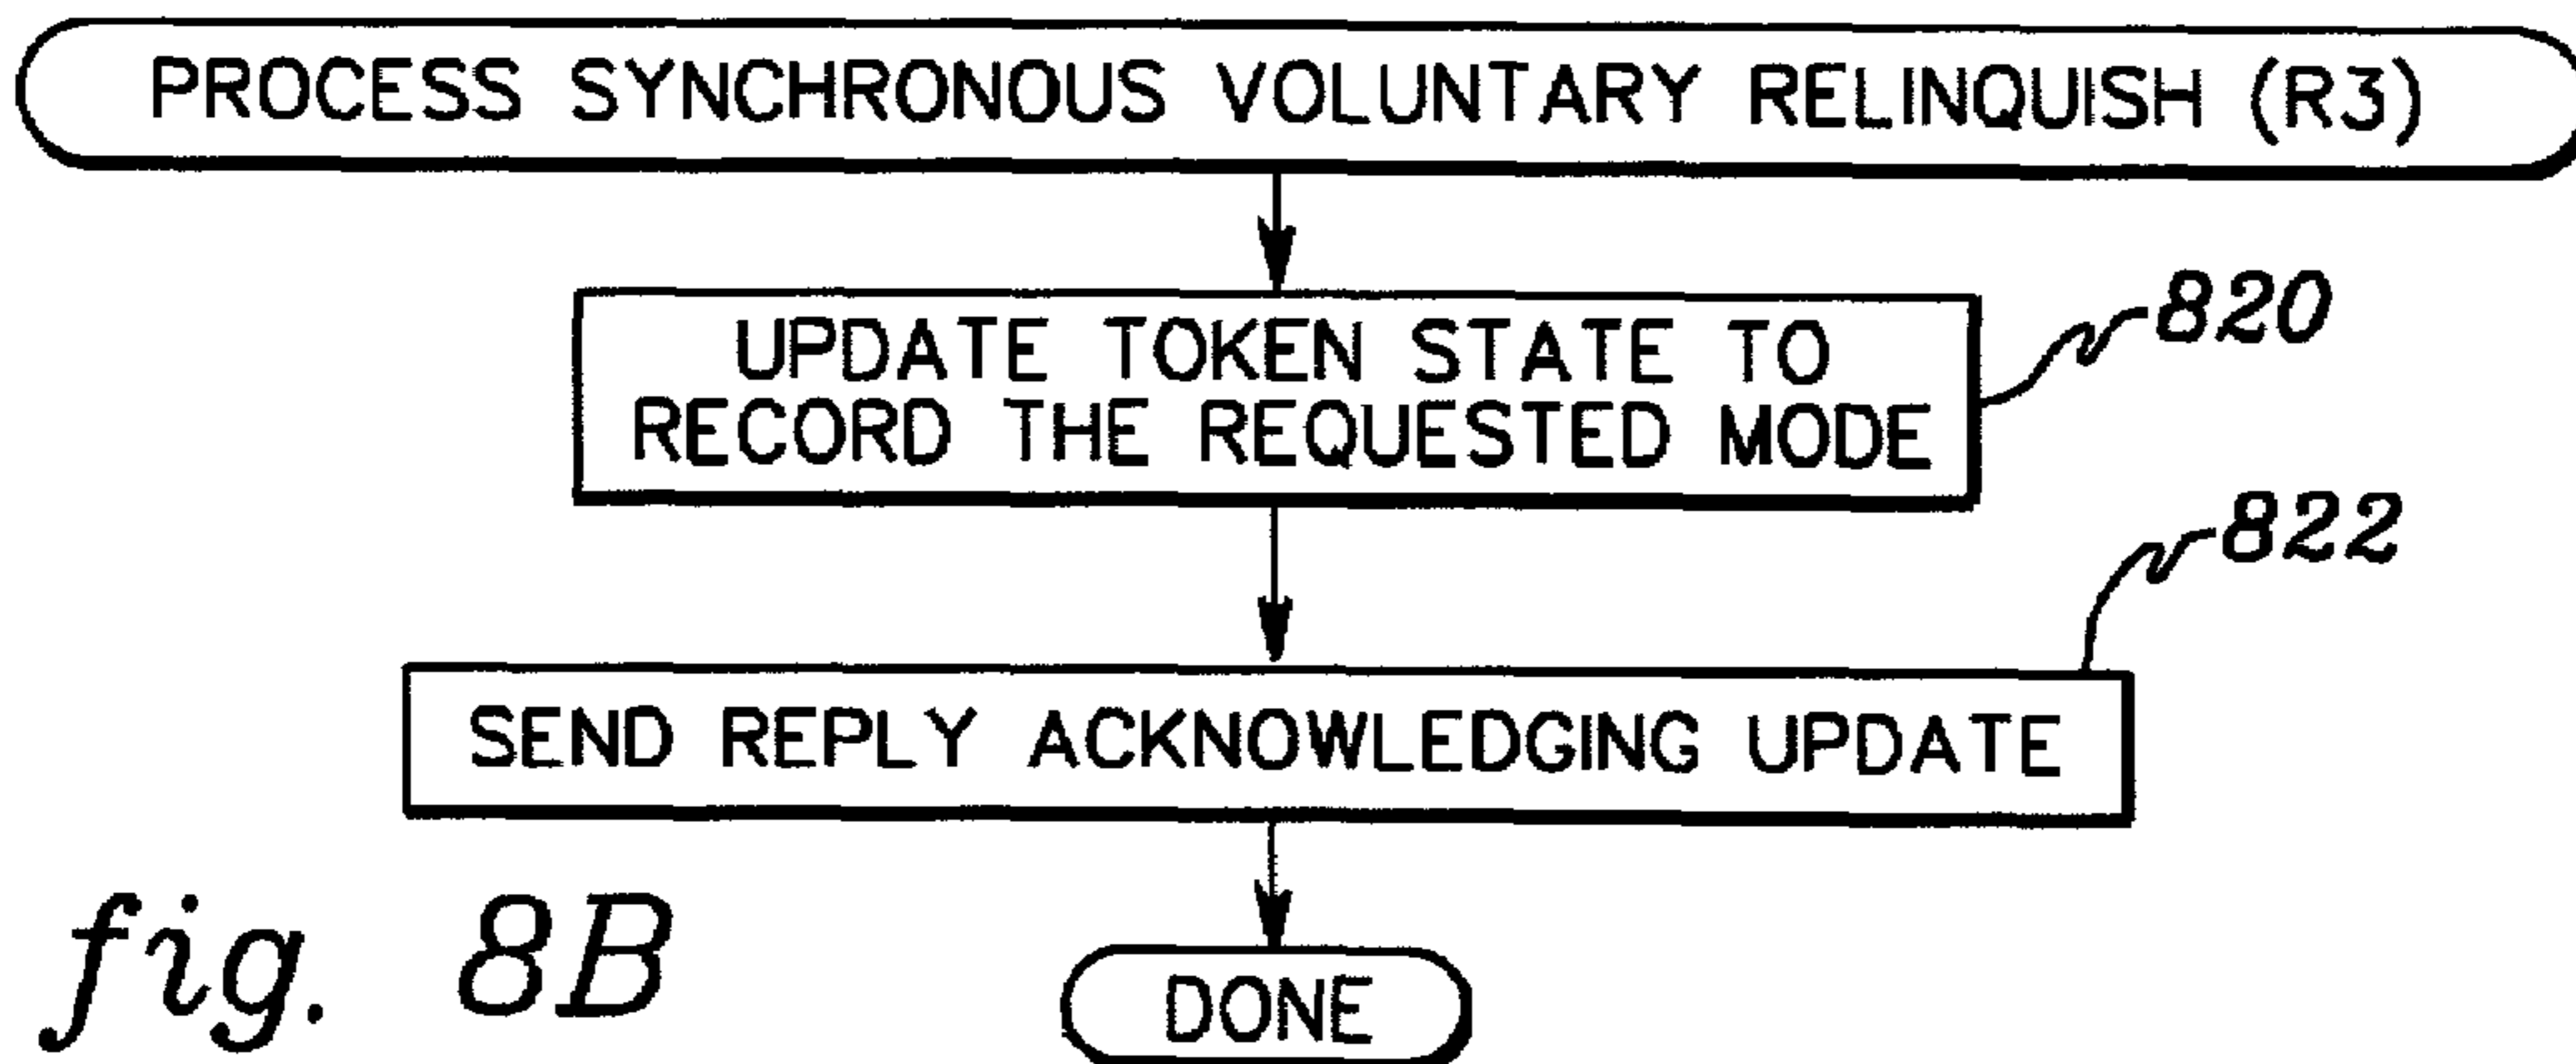 PROCESS SYNCHRONOUS VOLUNTARY RELINQUISH (R3)
UPDATE TOKEN STATE TO
RECORD THE REQUESTED MODE
820
822
SEND REPLY ACKNOWLEDGING UPDATE
DONE
fig. 8B